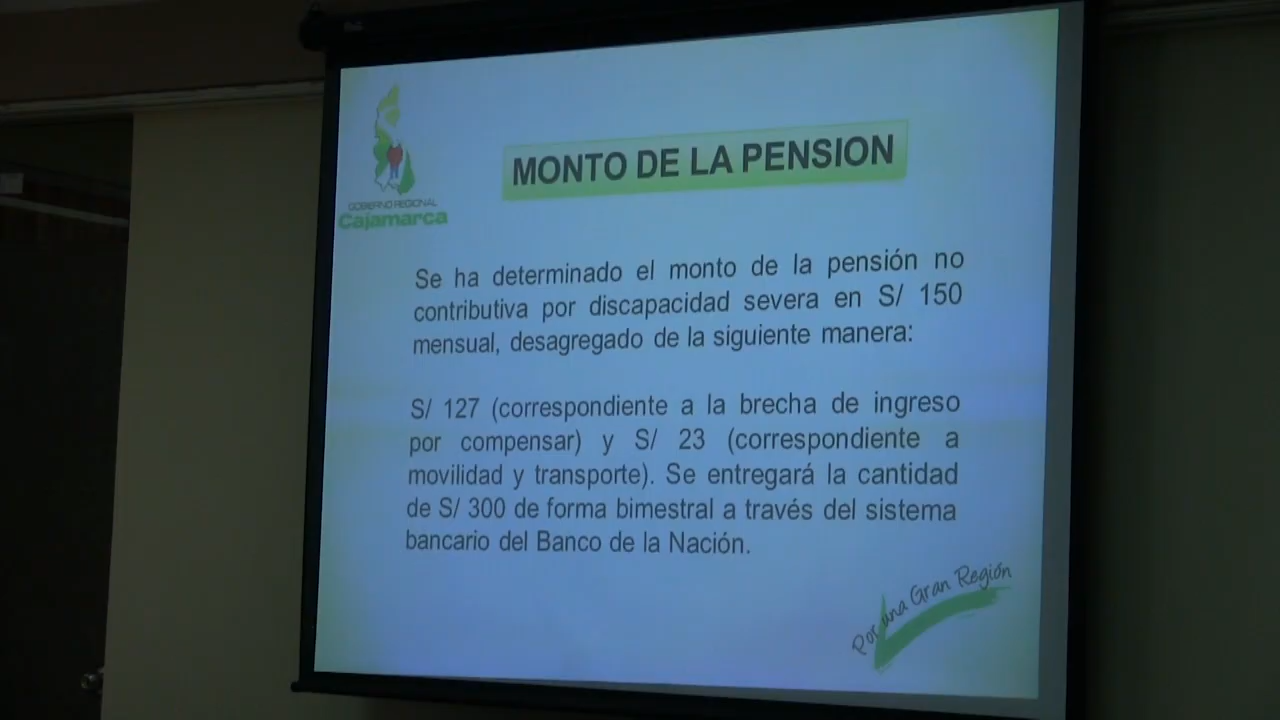 GOBIERNO REGIONAL
Cajamarca
MONTO DE LA PENSION
Se ha determinado el monto de la pensión no
contributiva por discapacidad severa en S/ 150
mensual, desagregado de la siguiente manera:
S/ 127 (correspondiente a la brecha de ingreso
por compensar) y S/ 23 (correspondiente a
movilidad y transporte). Se entregará la cantidad
de S/ 300 de forma bimestral a través del sistema
bancario del Banco de la Nación.
Por una Gran Región